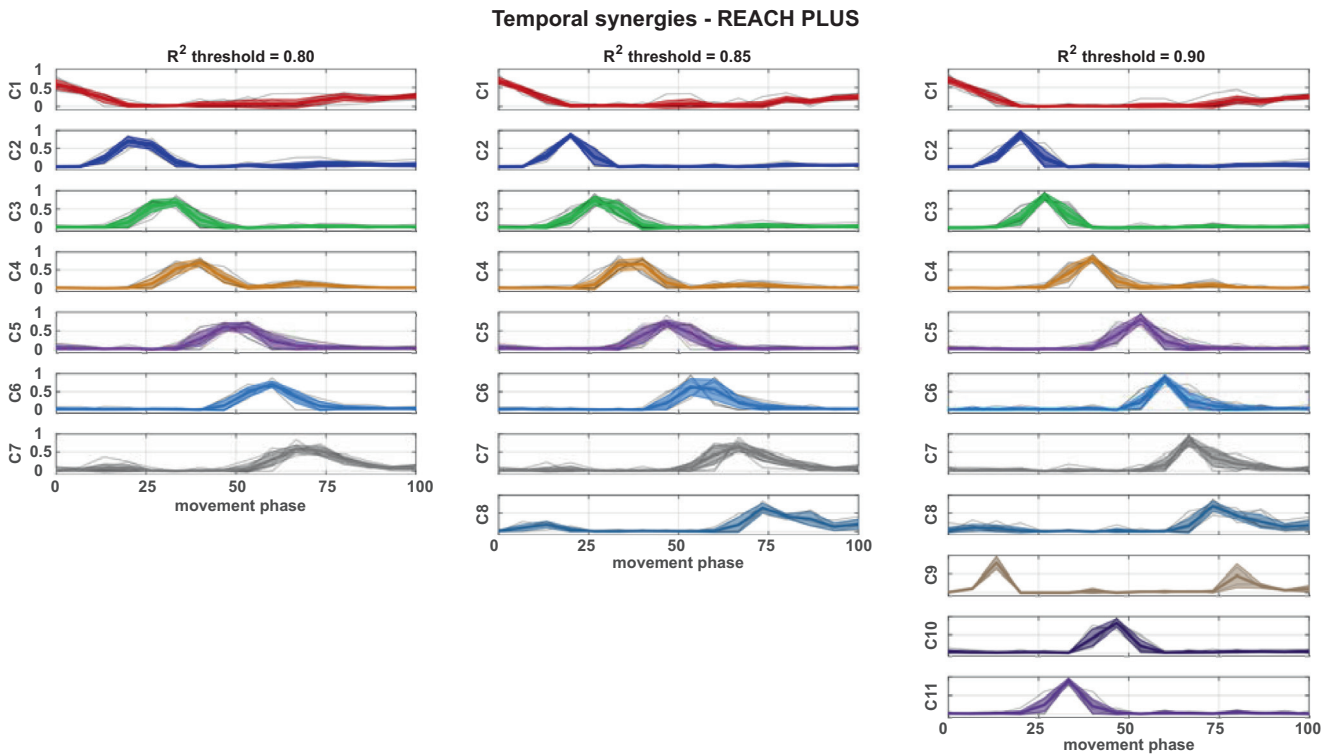 Temporal synergies - REACH PLUS
R² threshold = 0.80
C1
1
0.5
0
C2
1
0.5
0
C3
1
0.5
0
C4
1
0.5
0
C5
1
0.5
0
C6
1
0.5
0
C7
1
0.5
0
0 25 50 75 100
movement phase
R² threshold = 0.85
C1
C2
C3
C4
C5
C6
C7
C8
0 25 50 75 100
movement phase
R² threshold = 0.90
C1
C2
C3
C4
C5
C6
C7
C8
C9
C10
C11
0 25 50 75 100
movement phase